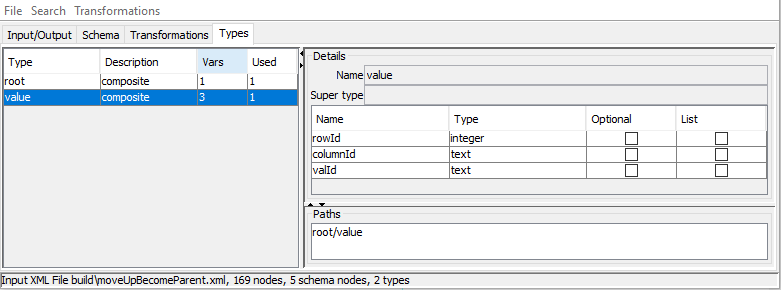 File Search Transformations
Input/Output Schema Transformations Types
Type Description Vars Used
root composite 1 1
value composite 3 1
Details
Name value
Super type
Name Type Optional List
rowId integer
columnId text
valId text
Paths
root/value
Input XML File build\moveUpBecomeParent.xml, 169 nodes, 5 schema nodes, 2 types